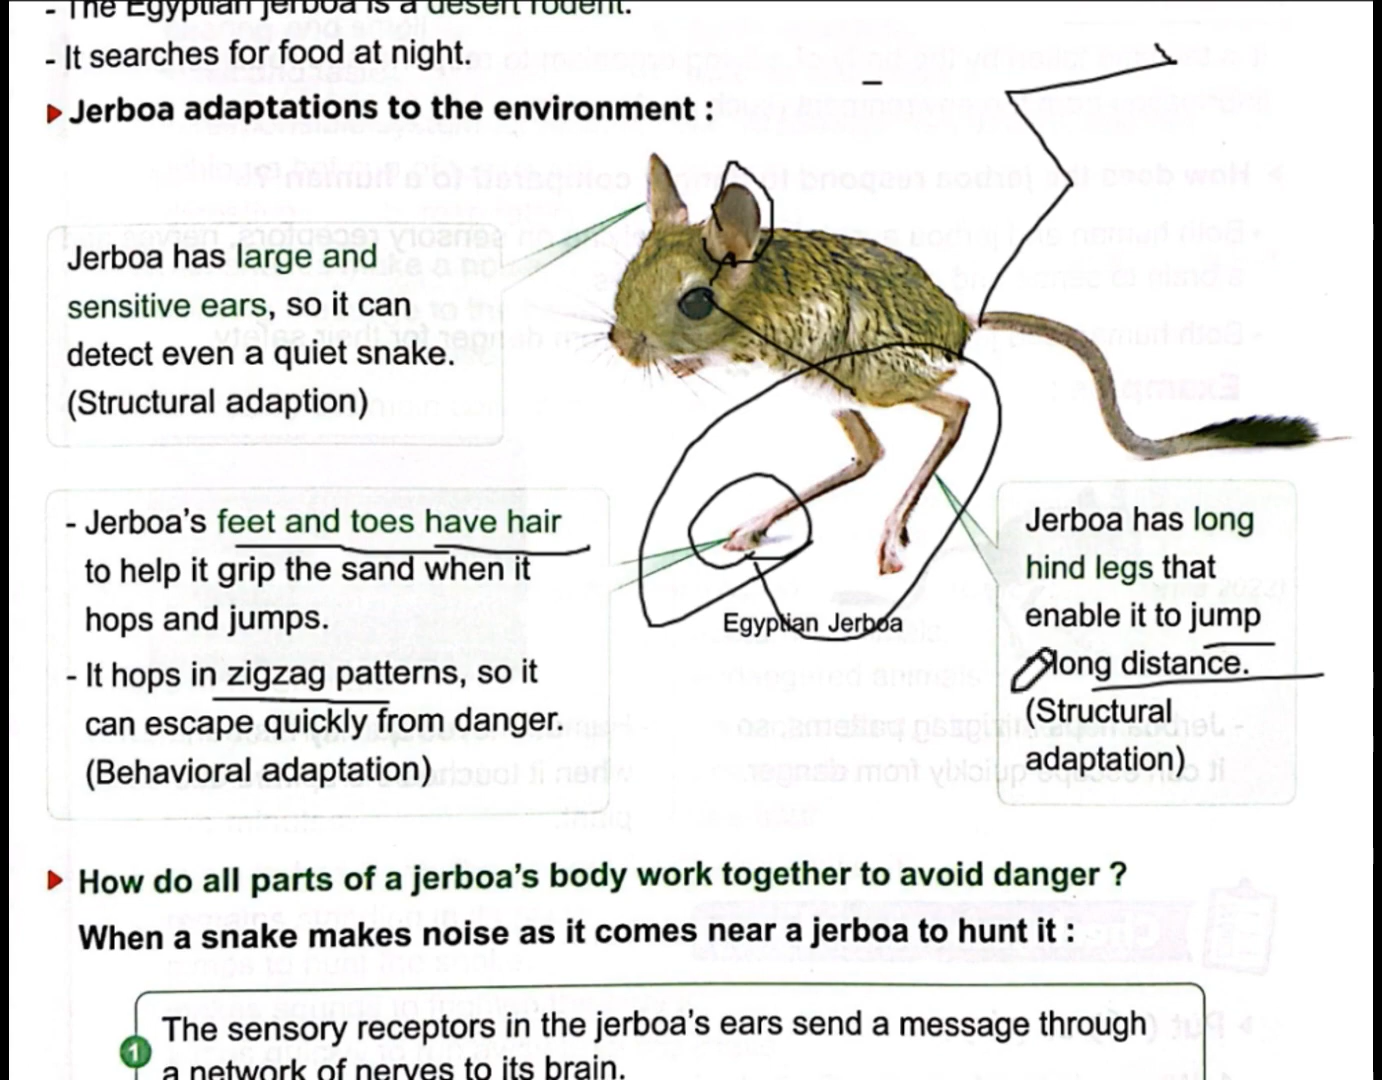 - The Egyptian jerboa is a desert rodent.
- It searches for food at night.
Jerboa adaptations to the environment :
Jerboa has large and
sensitive ears, so it can
detect even a quiet snake.
(Structural adaption)
- Jerboa's feet and toes have hair
to help it grip the sand when it
hops and jumps.
- It hops in zigzag patterns, so it
can escape quickly from danger.
(Behavioral adaptation)
Egyptian Jerboa
Jerboa has long
hind legs that
enable it to jump
long distance.
(Structural
adaptation)
How do all parts of a jerboa's body work together to avoid danger ?
When a snake makes noise as it comes near a jerboa to hunt it :
1 The sensory receptors in the jerboa's ears send a message through
a network of nerves to its brain.